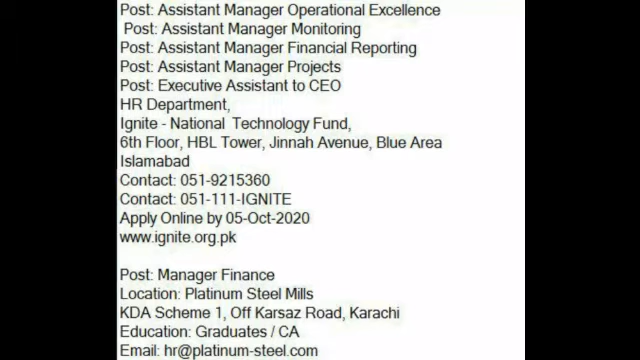 Post: Assistant Manager Operational Excellence
Post: Assistant Manager Monitoring
Post: Assistant Manager Financial Reporting
Post: Assistant Manager Projects
Post: Executive Assistant to CEO
HR Department,
Ignite - National Technology Fund,
6th Floor, HBL Tower, Jinnah Avenue, Blue Area
Islamabad
Contact: 051-9215360
Contact: 051-111-IGNITE
Apply Online by 05-Oct-2020
www.ignite.org.pk
Post: Manager Finance
Location: Platinum Steel Mills
KDA Scheme 1, Off Karsaz Road, Karachi
Education: Graduates / CA
Email: hr@platinum-steel.com